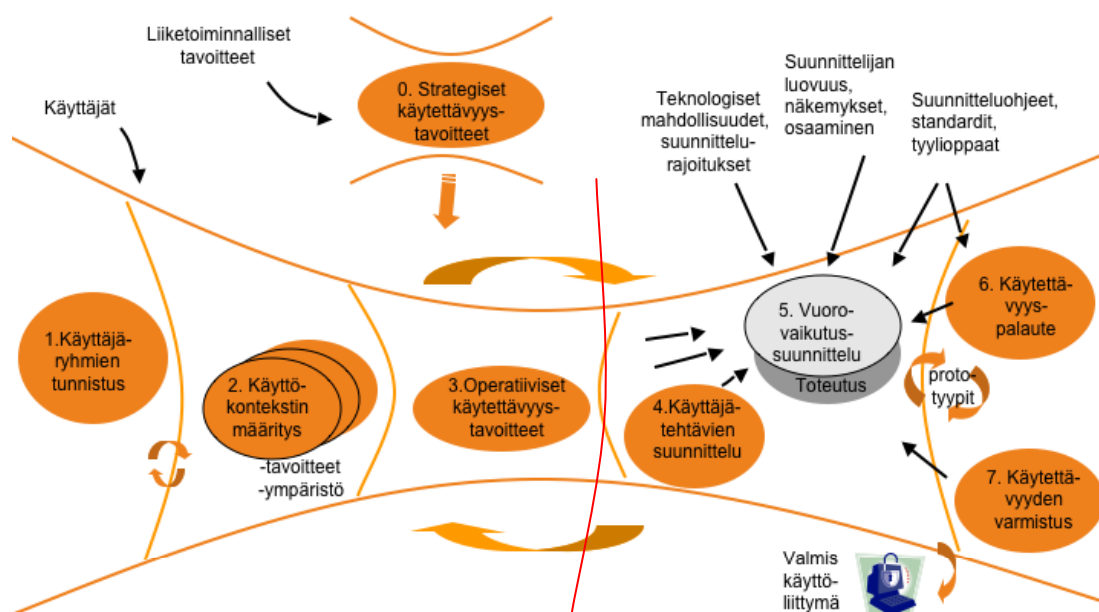 Liiketoiminnalliset
tavoitteet
Käyttäjät
0. Strategiset
käytettävyys-
tavoitteet
Teknologiset
mahdollisuudet,
suunnittelu-
rajoitukset
Suunnittelijan
luovuus,
näkemykset,
osaaminen
Suunnitteluohjeet,
standardit,
tyylioppaat
1.Käyttäjä-
ryhmien
tunnistus
2. Käyttö-
kontekstin
määritys
-tavoitteet
-ympäristö
3.Operatiiviset
käytettävyys-
tavoitteet
4.Käyttäjä-
tehtävien
suunnittelu
5. Vuoro-
vaikutus-
suunnittelu
Toteutus
6. Käytettä-
vyys-
palaute
proto-
tyypit
7. Käytettä-
vyyden
varmistus
Valmis
käyttö-
liittymä